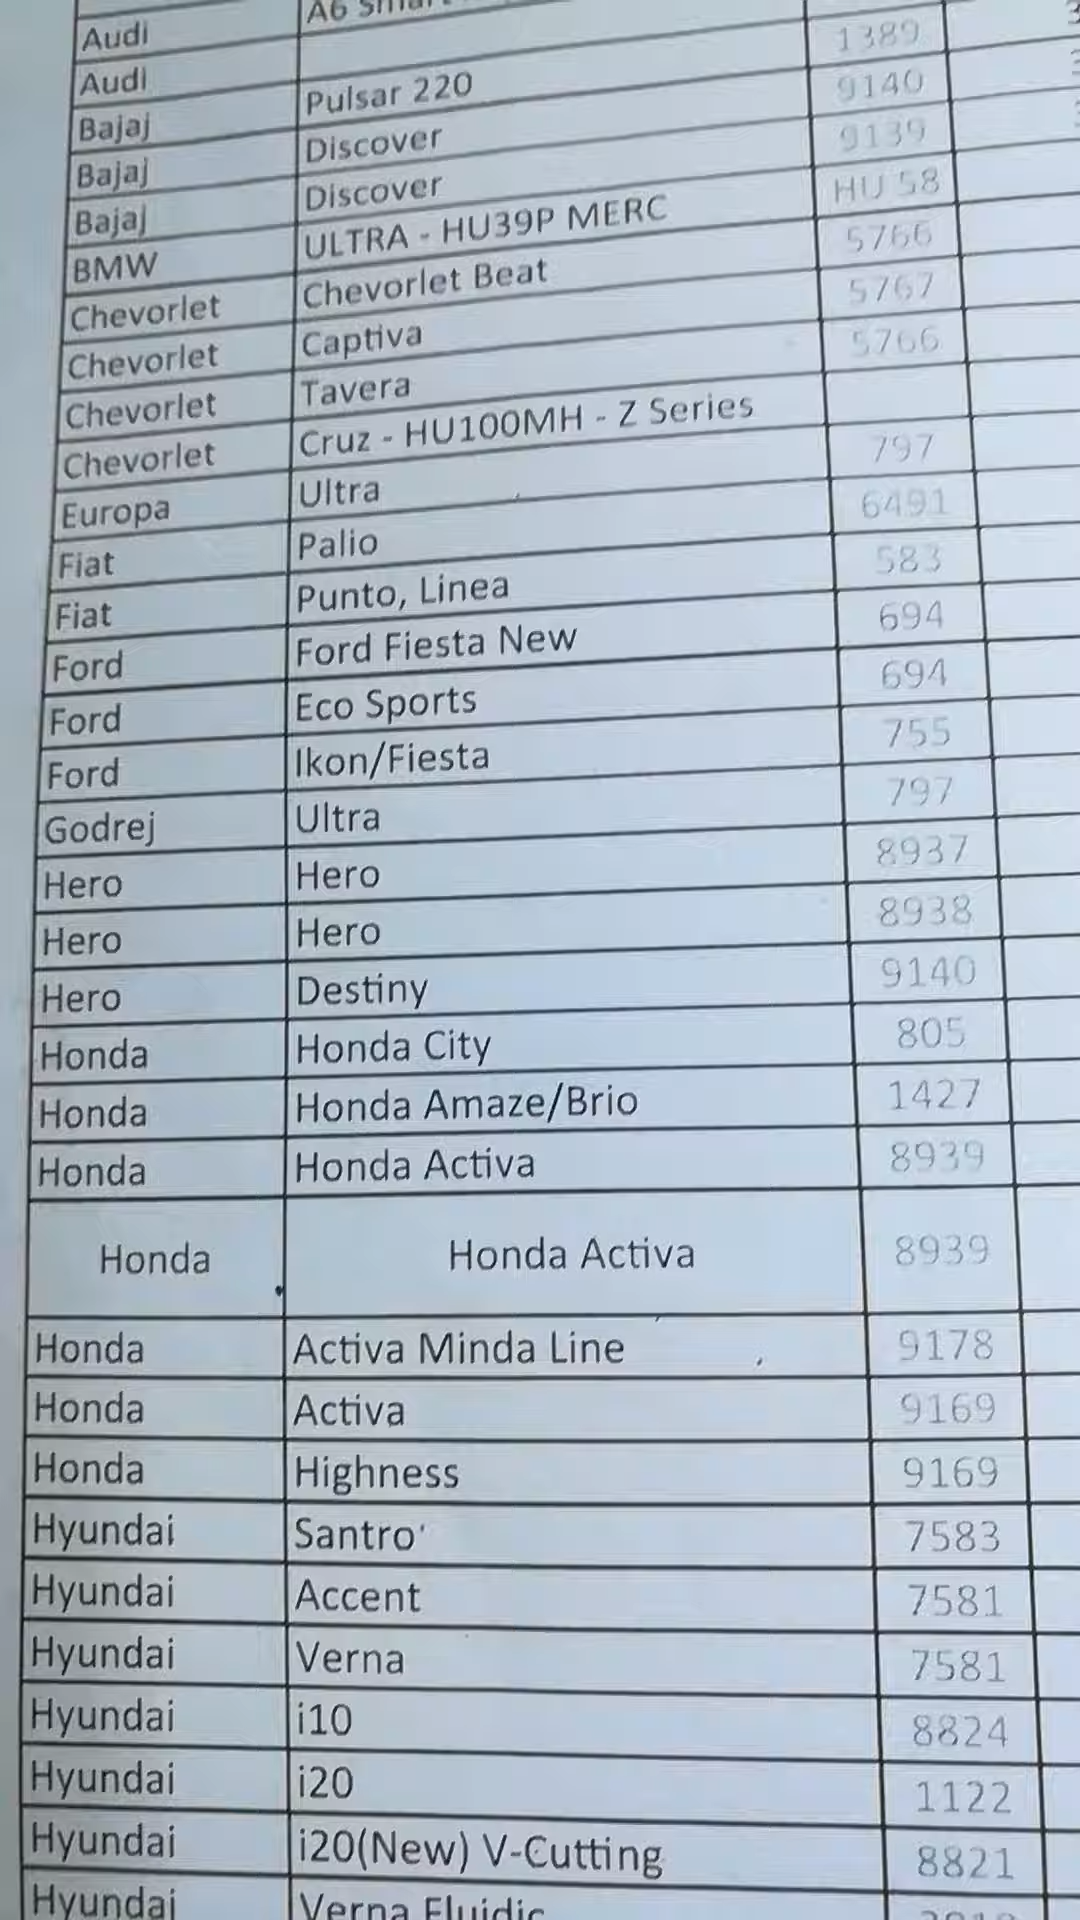 Audi A6
Audi
Bajaj Pulsar 220 1389
Bajaj Discover 9140
Bajaj Discover 9139
BMW ULTRA - HU39P MERC HU 58
Chevorlet Chevorlet Beat 5766
Chevorlet Captiva 5767
Chevorlet Tavera 5766
Chevorlet Cruz - HU100MH - Z Series
Europa Ultra 797
Fiat Palio 6491
Fiat Punto, Linea 583
Ford Ford Fiesta New 694
Ford Eco Sports 694
Ford Ikon/Fiesta 755
Godrej Ultra 797
Hero Hero 8937
Hero Hero 8938
Hero Destiny 9140
Honda Honda City 805
Honda Honda Amaze/Brio 1427
Honda Honda Activa 8939
Honda Honda Activa 8939
Honda Activa Minda Line 9178
Honda Activa 9169
Honda Highness 9169
Hyundai Santro 7583
Hyundai Accent 7581
Hyundai Verna 7581
Hyundai i10 8824
Hyundai i20 1122
Hyundai i20(New) V-Cutting 8821
Hyundai Verna Fluidic